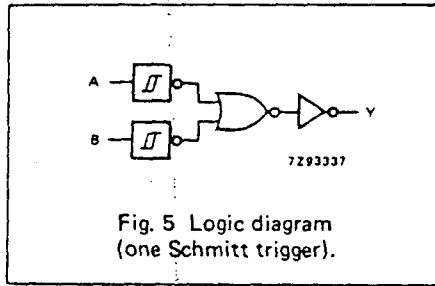 A
B
Y
7Z93337
Fig. 5 Logic diagram
(one Schmitt trigger).